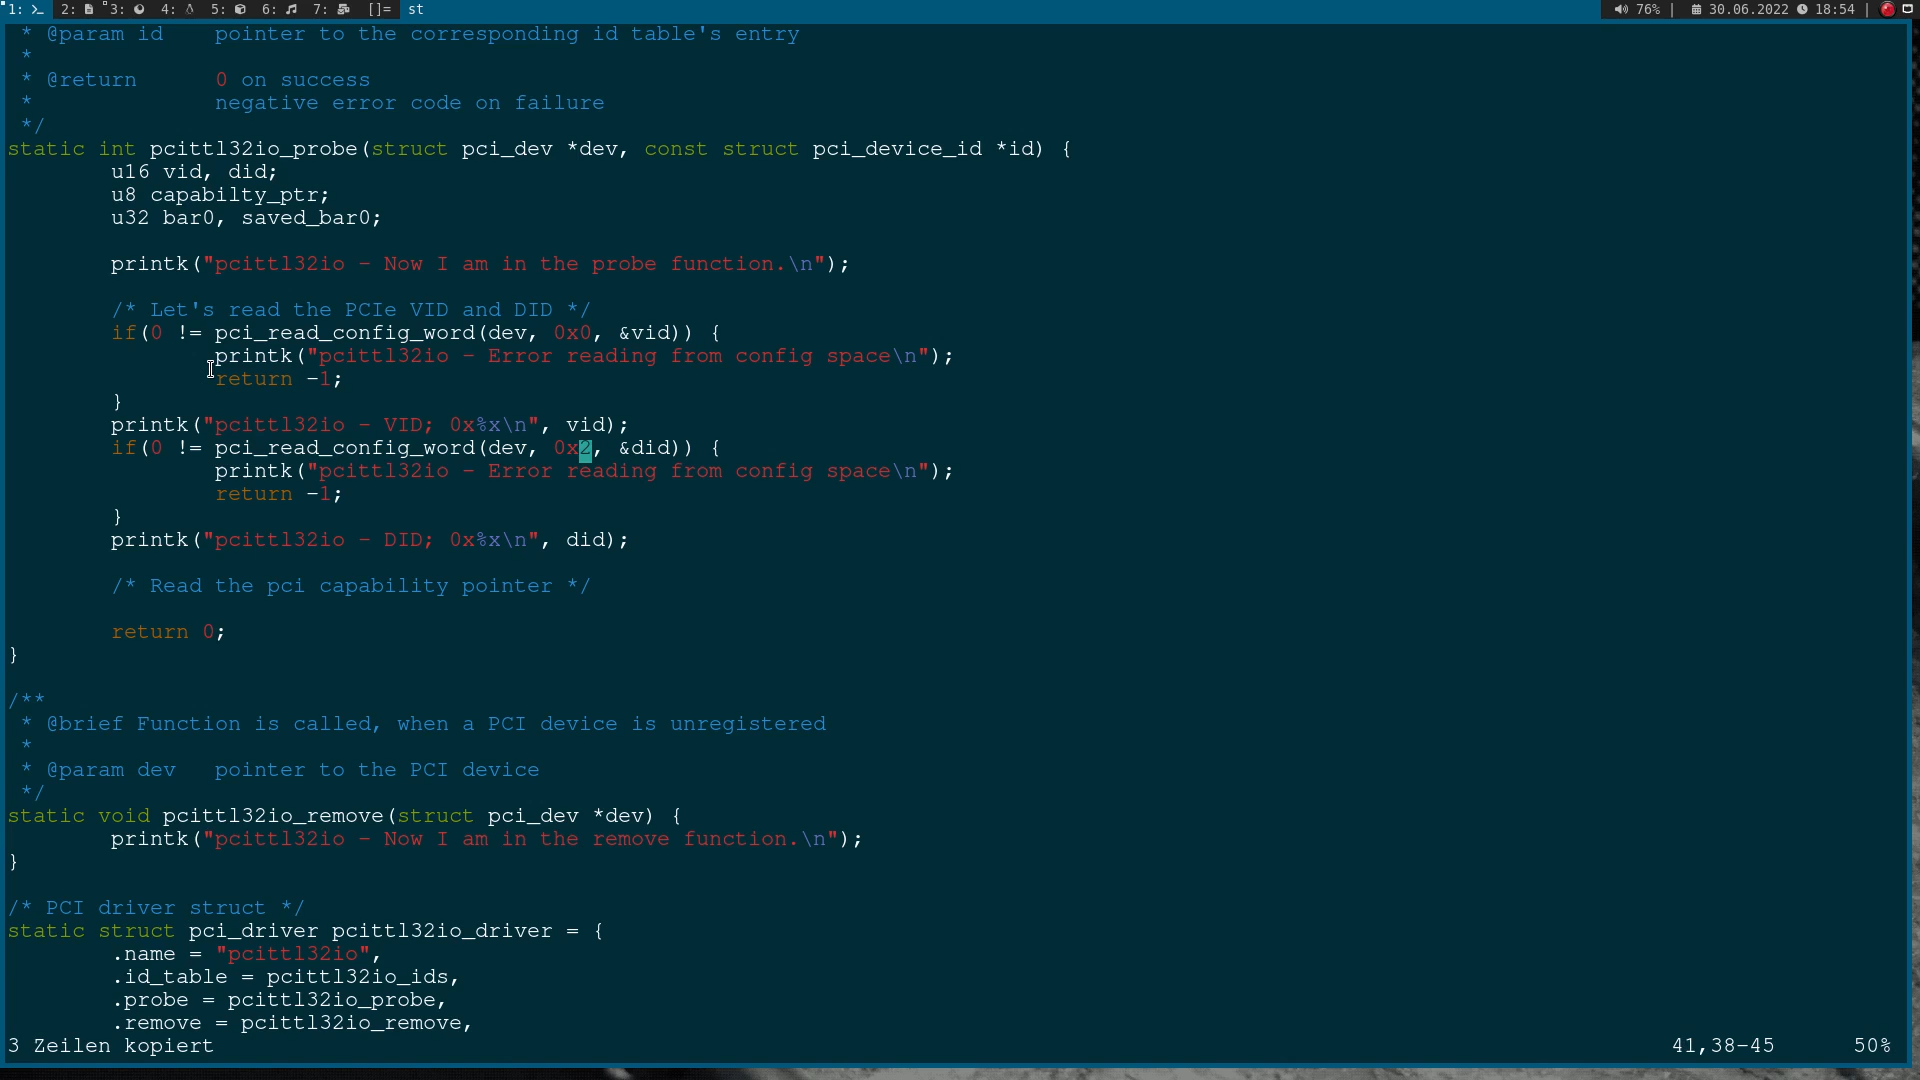 1: 2: 3: 4: 5: 6: 7: []= st 76% | 30.06.2022 18:54 |
* @param id pointer to the corresponding id table's entry
*
* @return 0 on success
* negative error code on failure
*/
static int pcittl32io_probe(struct pci_dev *dev, const struct pci_device_id *id) {
u16 vid, did;
u8 capabilty_ptr;
u32 bar0, saved_bar0;
printk("pcittl32io - Now I am in the probe function.\n");
/* Let's read the PCIe VID and DID */
if(0 != pci_read_config_word(dev, 0x0, &vid)) {
printk("pcittl32io - Error reading from config space\n");
return -1;
}
printk("pcittl32io - VID; 0x%x\n", vid);
if(0 != pci_read_config_word(dev, 0x2, &did)) {
printk("pcittl32io - Error reading from config space\n");
return -1;
}
printk("pcittl32io - DID; 0x%x\n", did);
/* Read the pci capability pointer */
return 0;
}
/**
* @brief Function is called, when a PCI device is unregistered
*
* @param dev pointer to the PCI device
*/
static void pcittl32io_remove(struct pci_dev *dev) {
printk("pcittl32io - Now I am in the remove function.\n");
}
/* PCI driver struct */
static struct pci_driver pcittl32io_driver = {
.name = "pcittl32io",
.id_table = pcittl32io_ids,
.probe = pcittl32io_probe,
.remove = pcittl32io_remove,
3 Zeilen kopiert 41,38-45 50%